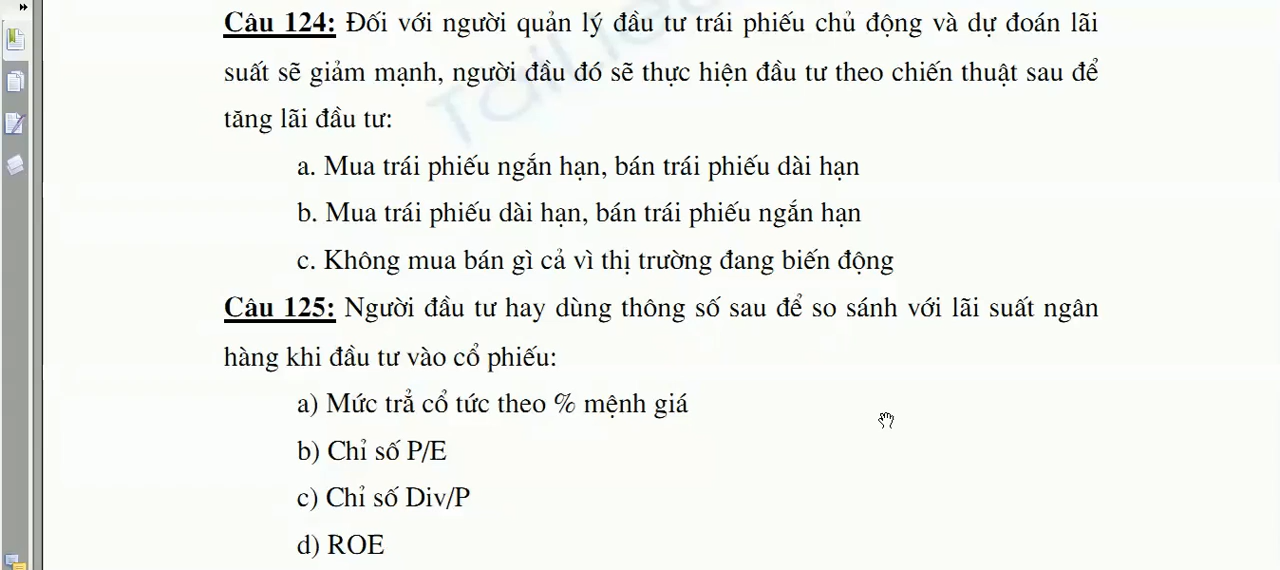 Câu 124: Đối với người quản lý đầu tư trái phiếu chủ động và dự đoán lãi
suất sẽ giảm mạnh, người đầu đó sẽ thực hiện đầu tư theo chiến thuật sau để
tăng lãi đầu tư:
a. Mua trái phiếu ngắn hạn, bán trái phiếu dài hạn
b. Mua trái phiếu dài hạn, bán trái phiếu ngắn hạn
c. Không mua bán gì cả vì thị trường đang biến động
Câu 125: Người đầu tư hay dùng thông số sau để so sánh với lãi suất ngân
hàng khi đầu tư vào cổ phiếu:
a) Mức trẳ cổ tức theo % mệnh giá
b) Chỉ số P/E
c) Chỉ số Div/P
d) ROE